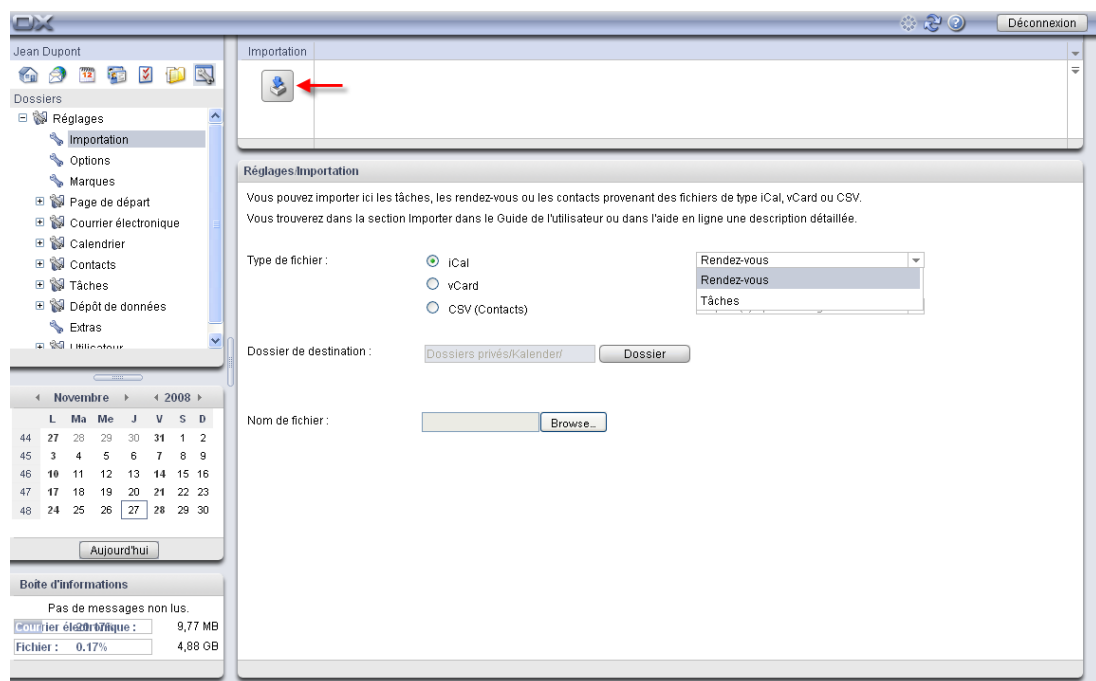 OX
Déconnexion
Jean Dupont
12
Dossiers
Réglages
Importation
Options
Marques
Page de départ
Courrier électronique
Calendrier
Contacts
Tâches
Dépôt de données
Extras
Utilisateur
Novembre 2008
L Ma Me J V S D
44 27 28 29 30 31 1 2
45 3 4 5 6 7 8 9
46 10 11 12 13 14 15 16
47 17 18 19 20 21 22 23
48 24 25 26 27 28 29 30
Aujourd'hui
Boite d'informations
Pas de messages non lus.
Courrier électronique : 9,77 MB
Fichier : 0.17% 4,88 GB
Importation
Réglages/Importation
Vous pouvez importer ici les tâches, les rendez-vous ou les contacts provenant des fichiers de type iCal, vCard ou CSV.
Vous trouverez dans la section Importer dans le Guide de l'utilisateur ou dans l'aide en ligne une description détaillée.
Type de fichier :
iCal
vCard
CSV (Contacts)
Rendez-vous
Rendez-vous
Tâches
Dossier de destination : Dossiers privés/Kalender/ Dossier
Nom de fichier : Browse...